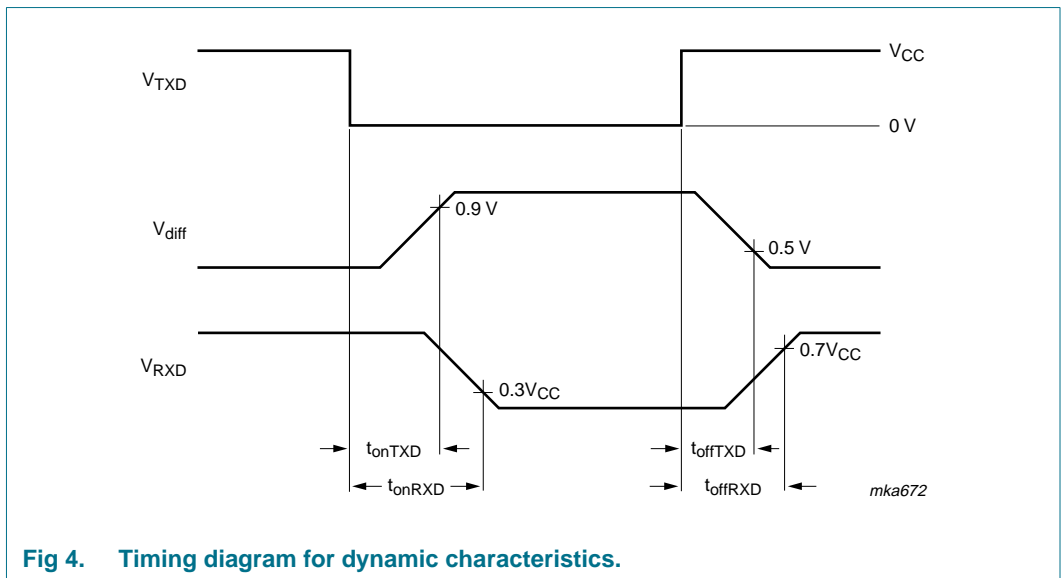 VTXD
VCC
0 V
Vdiff
0.9 V
0.5 V
VRXD
0.3VCC
0.7VCC
tonTXD
toffTXD
tonRXD
toffRXD
mka672
Fig 4. Timing diagram for dynamic characteristics.